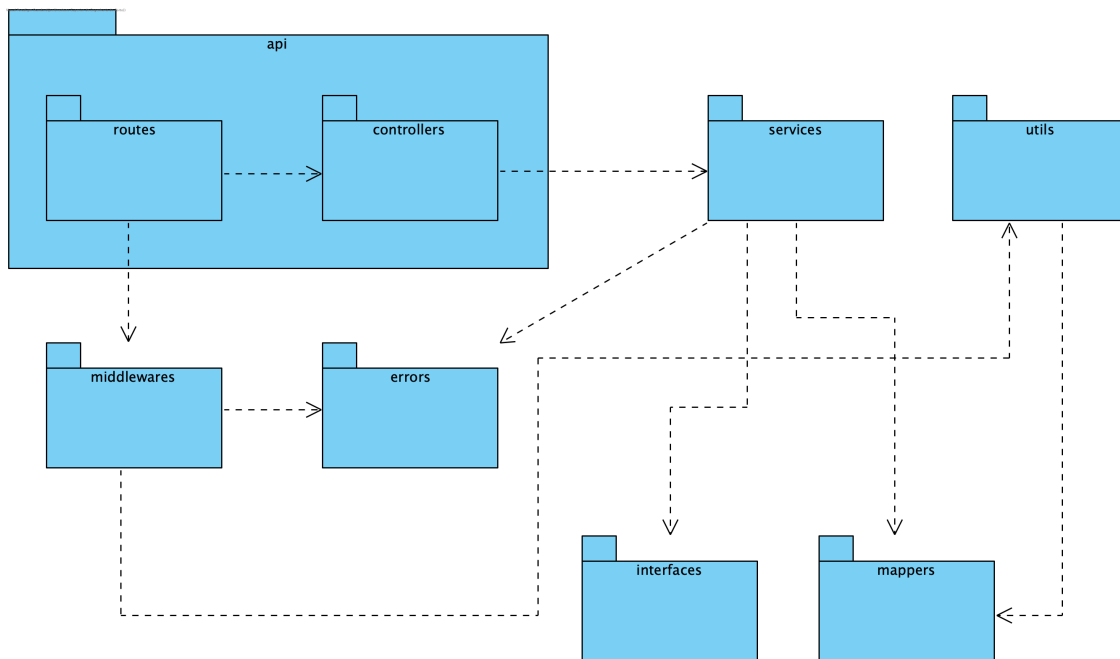 api
routes
controllers
services
utils
middlewares
errors
interfaces
mappers